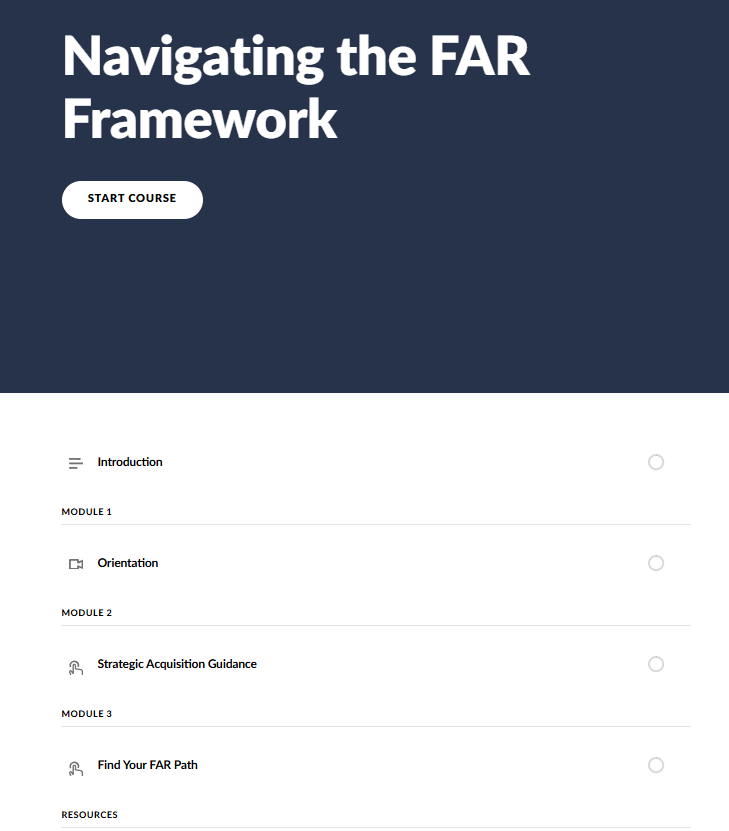 Navigating the FAR
Framework
START COURSE
Introduction
MODULE 1
Orientation
MODULE 2
Strategic Acquisition Guidance
MODULE 3
Find Your FAR Path
RESOURCES